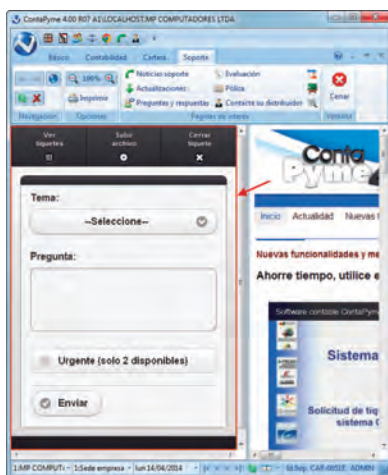 ContaPyme 4.00 R07 A1\LOCALHOST:MP COMPUTADORES LTDA.
Básico Contabilidad Cartera Soporte
100% Noticias soporte Evaluación
Actualizaciones Póliza
Imprimir Preguntas y respuestas Contacte su distribuidor Cerrar
Navegación Opciones Páginas de interés Ventana
Ver tiquetes
Subir archivo
Cerrar tiquete
Conta
Pyme
Tema:
--Seleccione--
Inicio Actualidad Nuevas
Pregunta:
Nuevas funcionalidades y me
Ahorre tiempo, utilice e
Software contable ContaPyme
Sistema
Urgente (solo 2 disponibles)
Solicitud de tiq
sistema C
Enviar
1:MP COMPUT 1:Sede empresa lun 14/04/2014 ADMIN